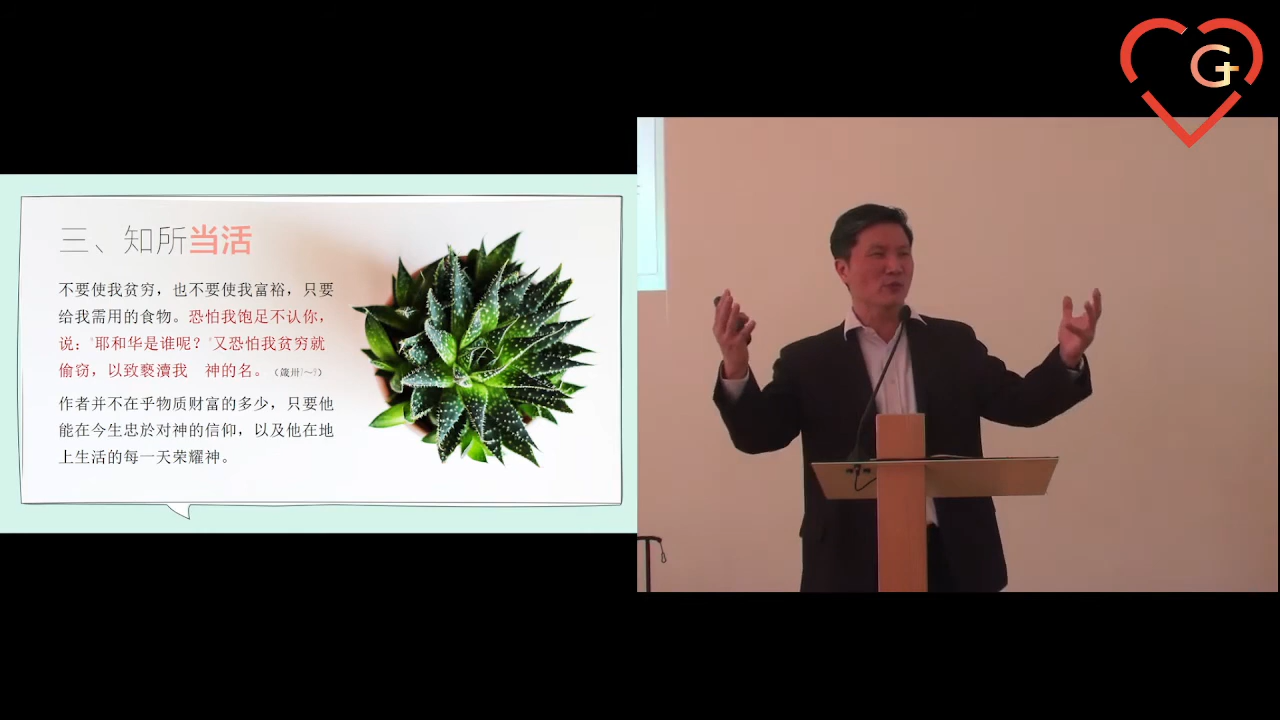 三、知所当活
不要使我贫穷，也不要使我富裕，只要
给我需用的食物。恐怕我饱足不认你，
说：‘耶和华是谁呢？’又恐怕我贫穷就
偷窃，以致亵渎我　神的名。（箴卅7～9）
作者并不在乎物质财富的多少，只要他
能在今生忠於对神的信仰，以及他在地
上生活的每一天荣耀神。
G